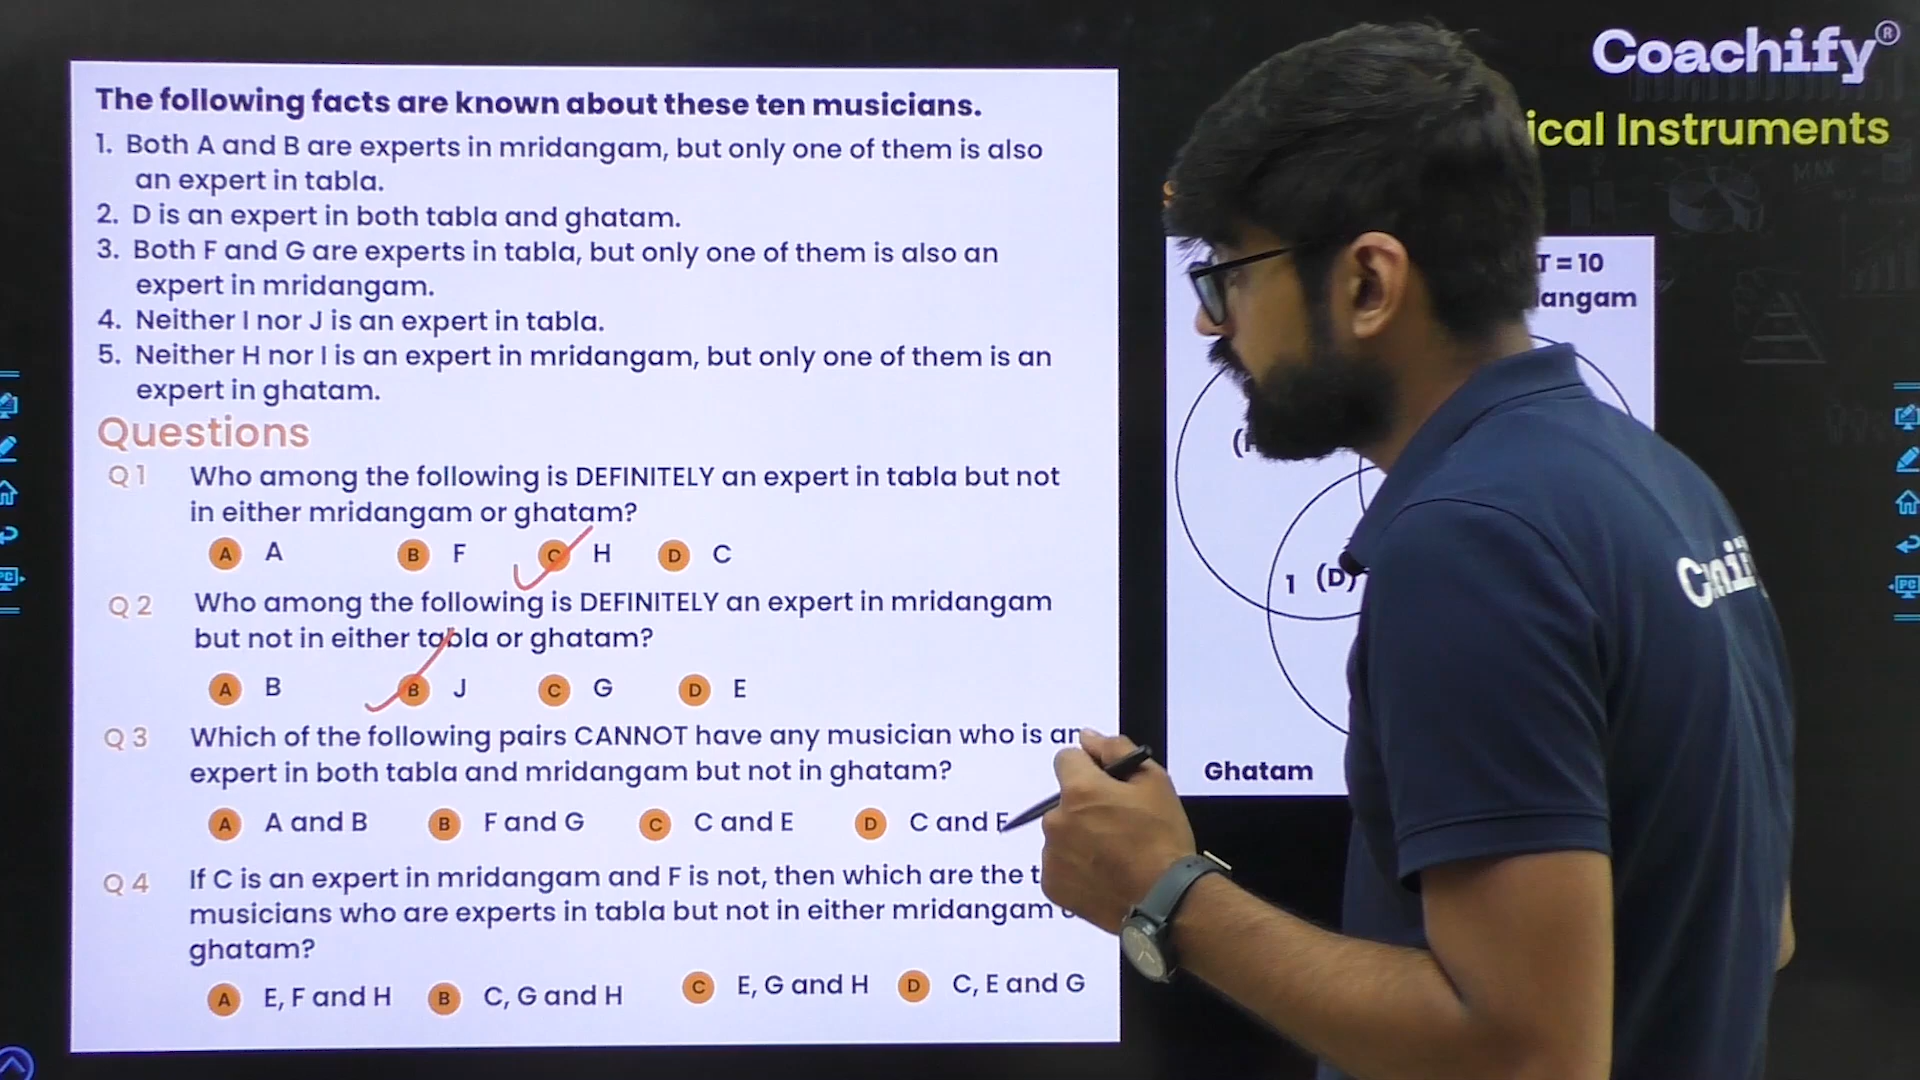 Coachify®
ical Instruments
The following facts are known about these ten musicians.
1. Both A and B are experts in mridangam, but only one of them is also
an expert in tabla.
2. D is an expert in both tabla and ghatam.
3. Both F and G are experts in tabla, but only one of them is also an
expert in mridangam.
4. Neither I nor J is an expert in tabla.
5. Neither H nor I is an expert in mridangam, but only one of them is an
expert in ghatam.
Questions
Q1 Who among the following is DEFINITELY an expert in tabla but not
in either mridangam or ghatam?
A A B F C H D C
Q2 Who among the following is DEFINITELY an expert in mridangam
but not in either tabla or ghatam?
A B B J C G D E
Q3 Which of the following pairs CANNOT have any musician who is an
expert in both tabla and mridangam but not in ghatam?
A A and B B F and G C C and E D C and
Q4 If C is an expert in mridangam and F is not, then which are the
musicians who are experts in tabla but not in either mridangam
ghatam?
A E, F and H B C, G and H C E, G and H D C, E and G
T = 10
angam
1 (D)
Ghatam